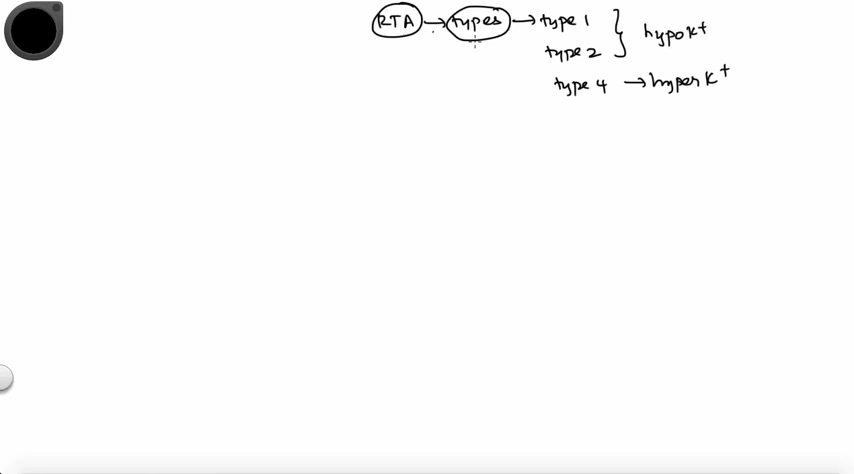 RTA → types → type 1 } hypok+
type 2
type 4 → hyperk+